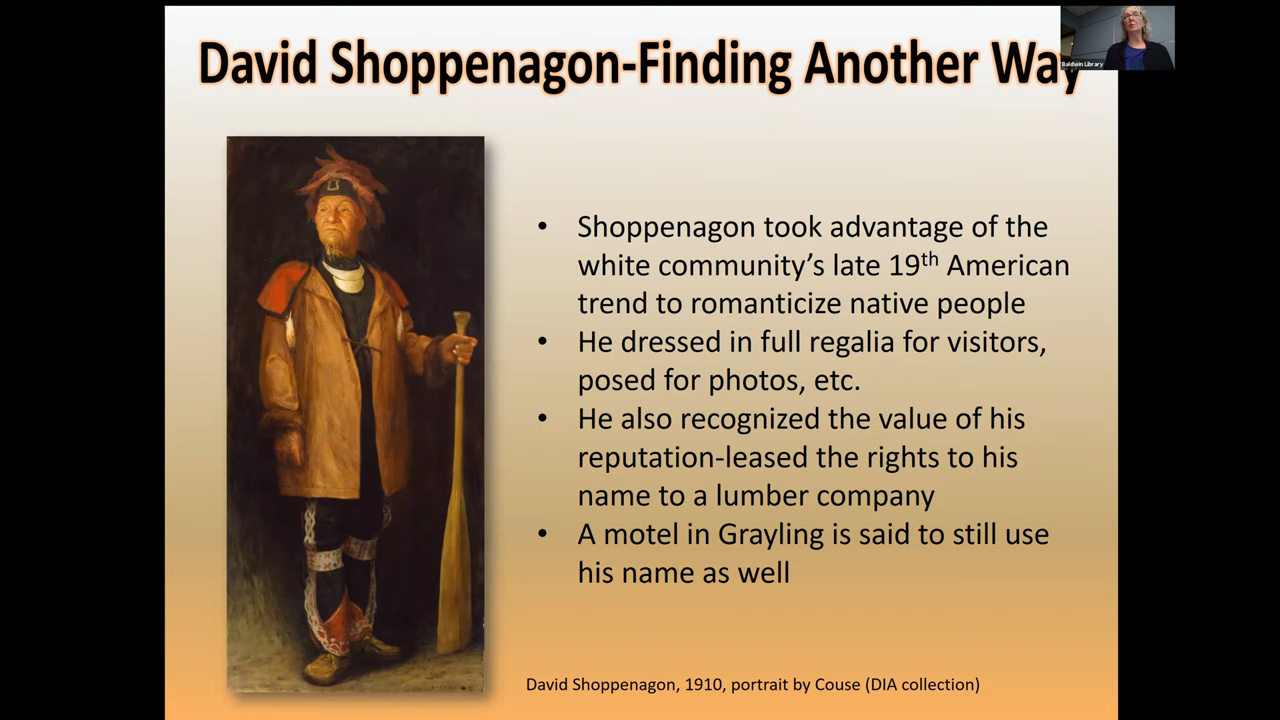 David Shoppenagon-Finding Another Way
Baldwin Library
• Shoppenagon took advantage of the
white community’s late 19th American
trend to romanticize native people
• He dressed in full regalia for visitors,
posed for photos, etc.
• He also recognized the value of his
reputation-leased the rights to his
name to a lumber company
• A motel in Grayling is said to still use
his name as well
David Shoppenagon, 1910, portrait by Couse (DIA collection)